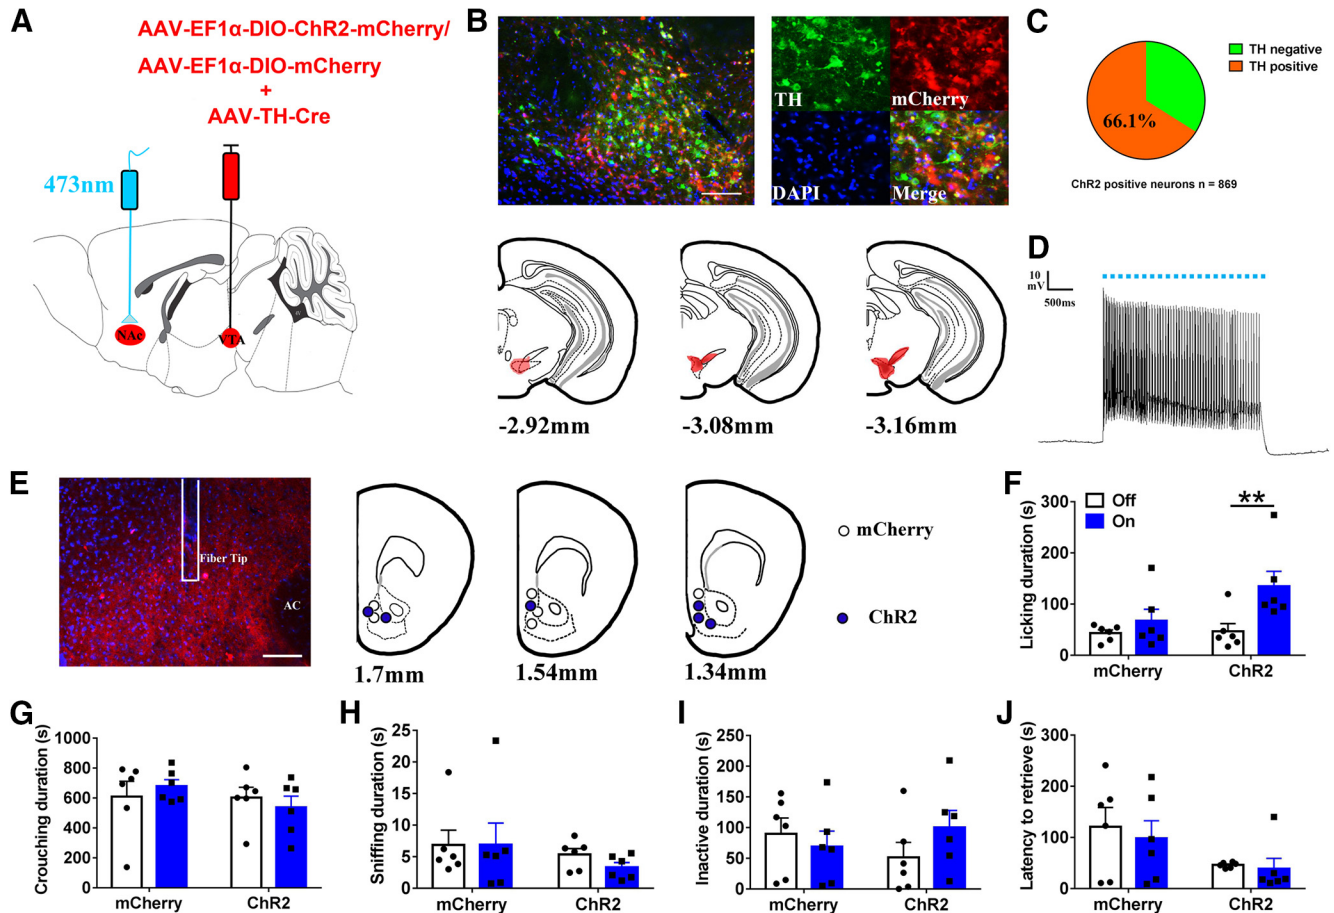 A
AAV-EF1α-DIO-ChR2-mCherry/
AAV-EF1α-DIO-mCherry
+
AAV-TH-Cre
473nm
NAc
VTA
B
TH
mCherry
DAPI
Merge
-2.92mm
-3.08mm
-3.16mm
C
TH negative
TH positive
66.1%
ChR2 positive neurons n = 869
D
10
mV
500ms
E
Fiber Tip
AC
1.7mm
1.54mm
1.34mm
mCherry
ChR2
F
Licking duration (s)
300
200
100
0
Off
On
**
mCherry
ChR2
G
Crouching duration (s)
1000
800
600
400
200
0
mCherry
ChR2
H
Sniffing duration (s)
25
20
15
10
5
0
mCherry
ChR2
I
Inactive duration (s)
250
200
150
100
50
0
mCherry
ChR2
J
Latency to retrieve (s)
300
200
100
0
mCherry
ChR2